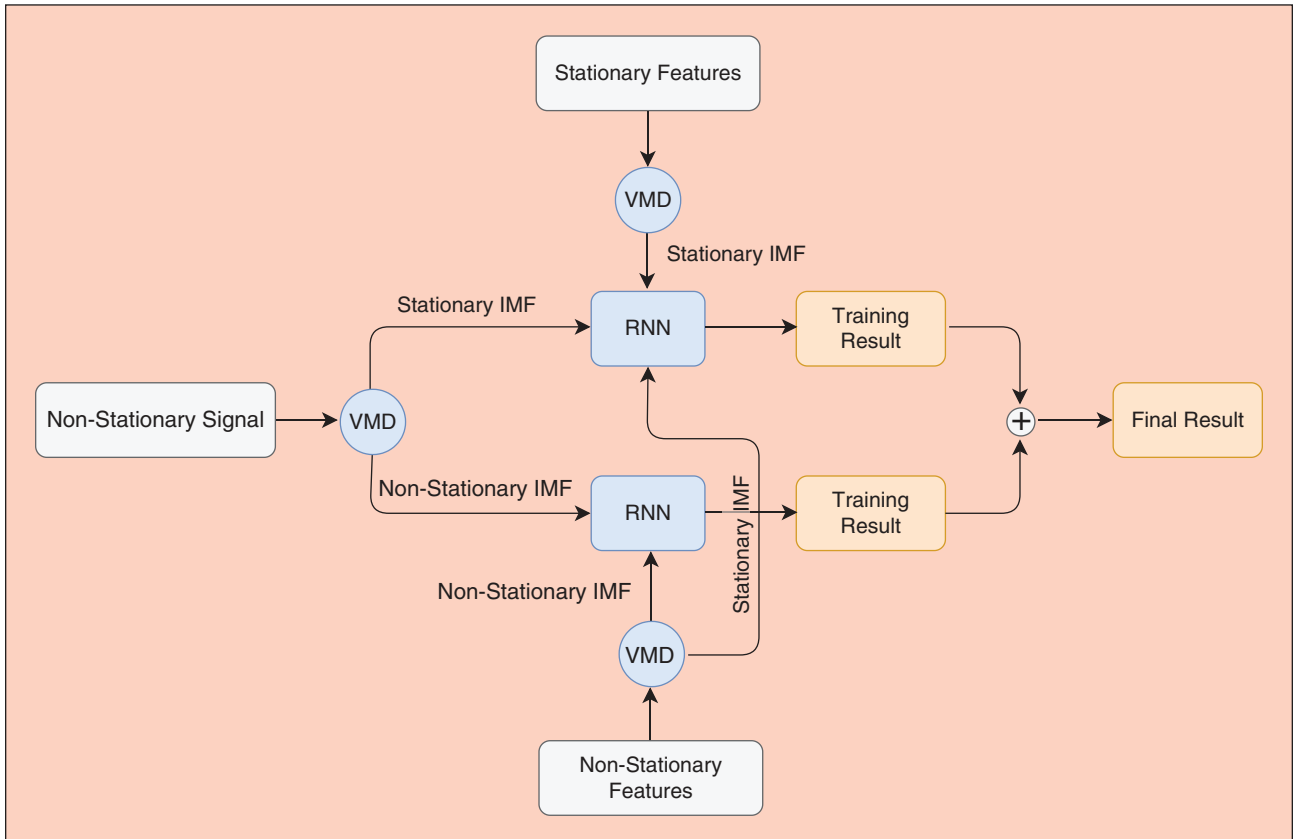 Stationary Features
VMD
Stationary IMF
Stationary IMF
RNN
Training
Result
Non-Stationary Signal
VMD
Final Result
Non-Stationary IMF
RNN
Training
Result
Stationary IMF
Non-Stationary IMF
VMD
Non-Stationary
Features